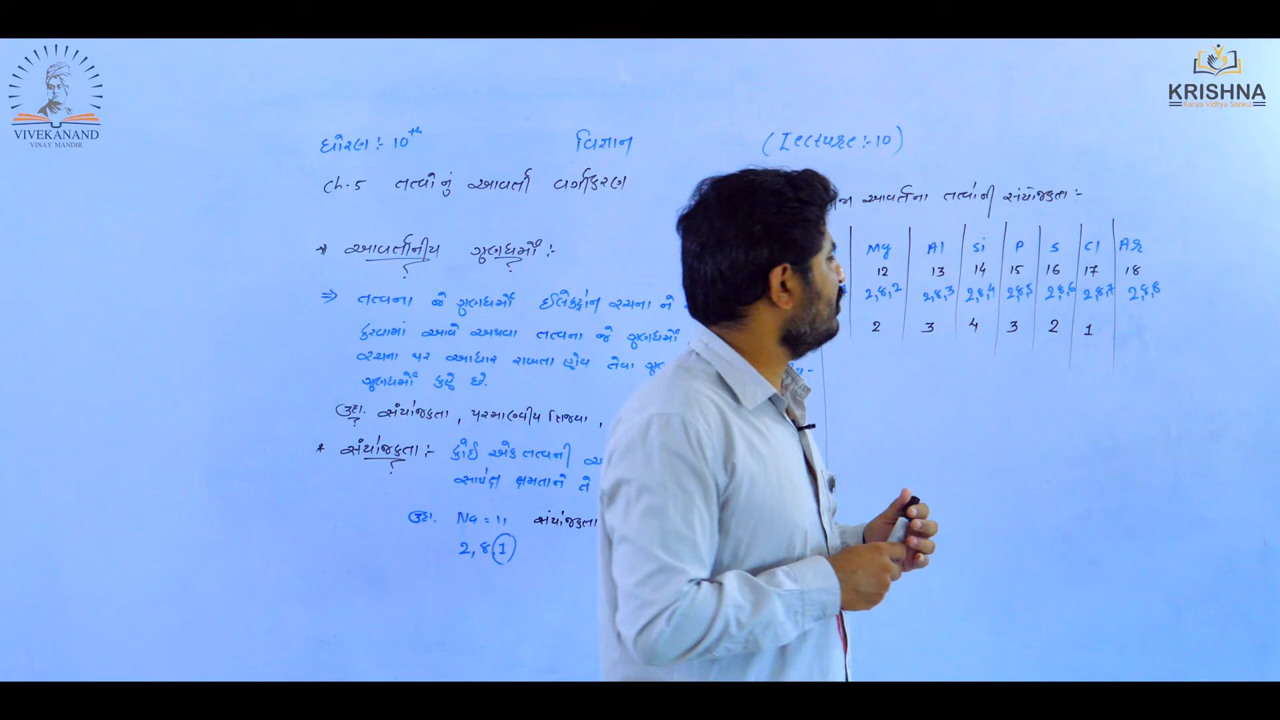 VIVEKANAND
VINAY MANDIR
KRISHNA
Kanya Vidhya Sankul
ધોરણ :- 10th વિજ્ઞાન (Lecture :- 10)
Ch. 5 તત્વોનું આવર્તી વર્ગીકરણ
* આવર્તનીય ગુણધર્મો :-
⇒ તત્વના જે ગુણધર્મો ઈલેક્ટ્રોન રચના ને
કરવામાં આવે અથવા તત્વના જે ગુણધર્મો
રચના પર આધાર રાખતા હોય તેવા
ગુણધર્મો કહે છે.
ઉદા. સંયોજકતા, પરમાણ્વીય ત્રિજ્યા,
* સંયોજકતા :- કોઈ એક તત્વની
સાપેક્ષ ક્ષમતાને તે
ઉદા. Na = 11 સંયોજકતા
2, 8, 1
આવર્તના તત્વોની સંયોજકતા :-
Mg Al Si P S Cl Ar
12 13 14 15 16 17 18
2,8,2 2,8,3 2,8,4 2,8,5 2,8,6 2,8,7 2,8,8
2 3 4 3 2 1